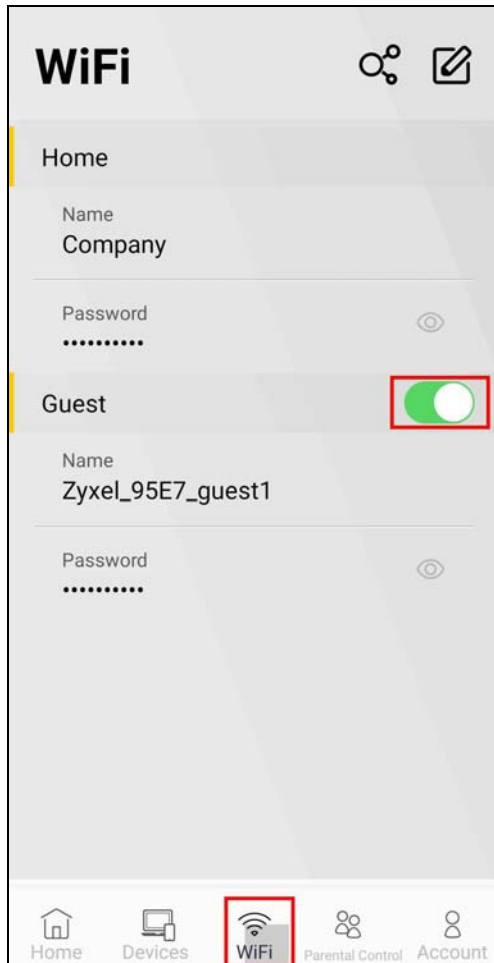 WiFi
Home
Name
Company
Password
••••••••••
Guest
Name
Zyxel_95E7_guest1
Password
••••••••••
Home Devices WiFi Parental Control Account